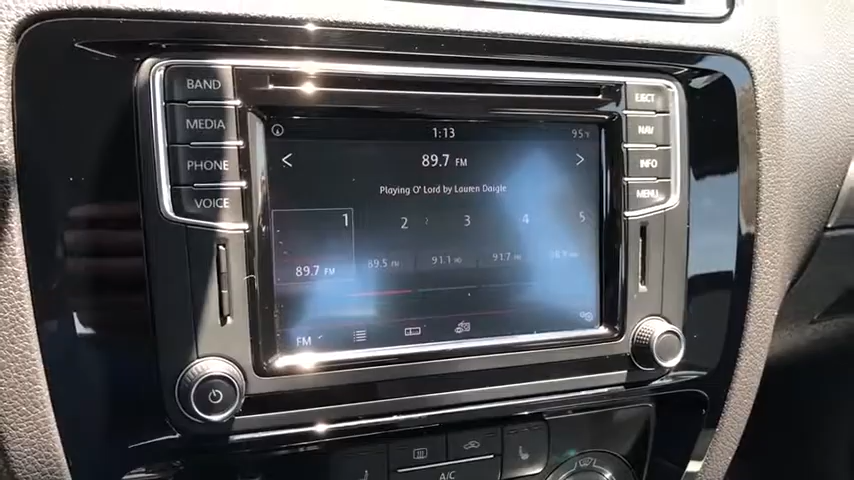 BAND
MEDIA
PHONE
VOICE
EJECT
NAV
INFO
MENU
1:13
95°F
< 89.7 FM >
Playing O' Lord by Lauren Daigle
1 2 3 4 5
89.7 FM 89.5 FM 91.1 HD 91.7 HD
FM
A/C